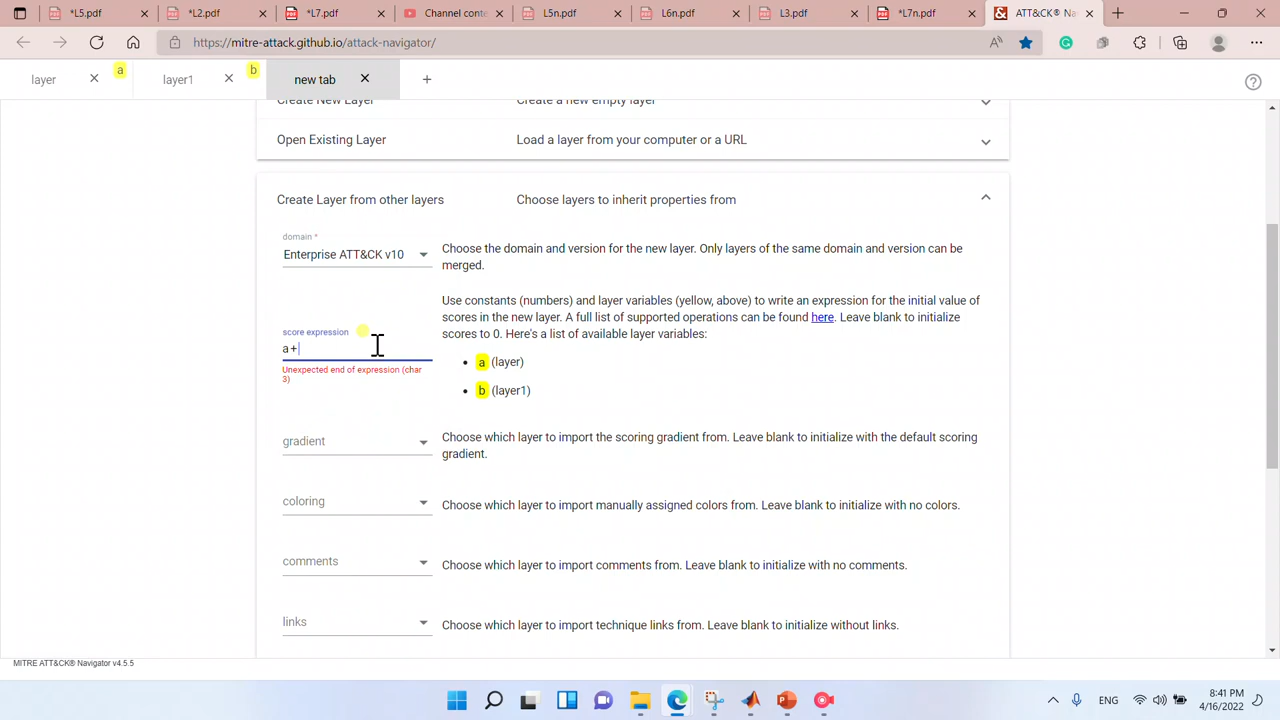 *L5.pdf
*L2.pdf
*L7.pdf
Channel conte
L5n.pdf
L6n.pdf
L3.pdf
*L7n.pdf
ATT&CK® Na
https://mitre-attack.github.io/attack-navigator/
layer
a
layer1
b
new tab
Create New Layer
Create a new empty layer
Open Existing Layer
Load a layer from your computer or a URL
Create Layer from other layers
Choose layers to inherit properties from
domain *
Enterprise ATT&CK v10
Choose the domain and version for the new layer. Only layers of the same domain and version can be
merged.
Use constants (numbers) and layer variables (yellow, above) to write an expression for the initial value of
scores in the new layer. A full list of supported operations can be found here. Leave blank to initialize
scores to 0. Here's a list of available layer variables:
score expression
a +
Unexpected end of expression (char
3)
• a (layer)
• b (layer1)
gradient
Choose which layer to import the scoring gradient from. Leave blank to initialize with the default scoring
gradient.
coloring
Choose which layer to import manually assigned colors from. Leave blank to initialize with no colors.
comments
Choose which layer to import comments from. Leave blank to initialize with no comments.
links
Choose which layer to import technique links from. Leave blank to initialize without links.
MITRE ATT&CK® Navigator v4.5.5
ENG
8:41 PM
4/16/2022